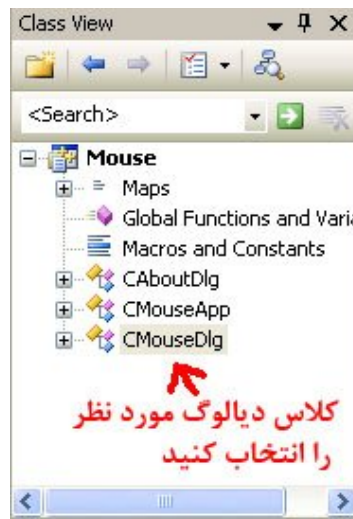 Class View
<Search>
Mouse
Maps
Global Functions and Varia
Macros and Constants
CAboutDlg
CMouseApp
CMouseDlg
کلاس دیالوگ مورد نظر
را انتخاب کنید